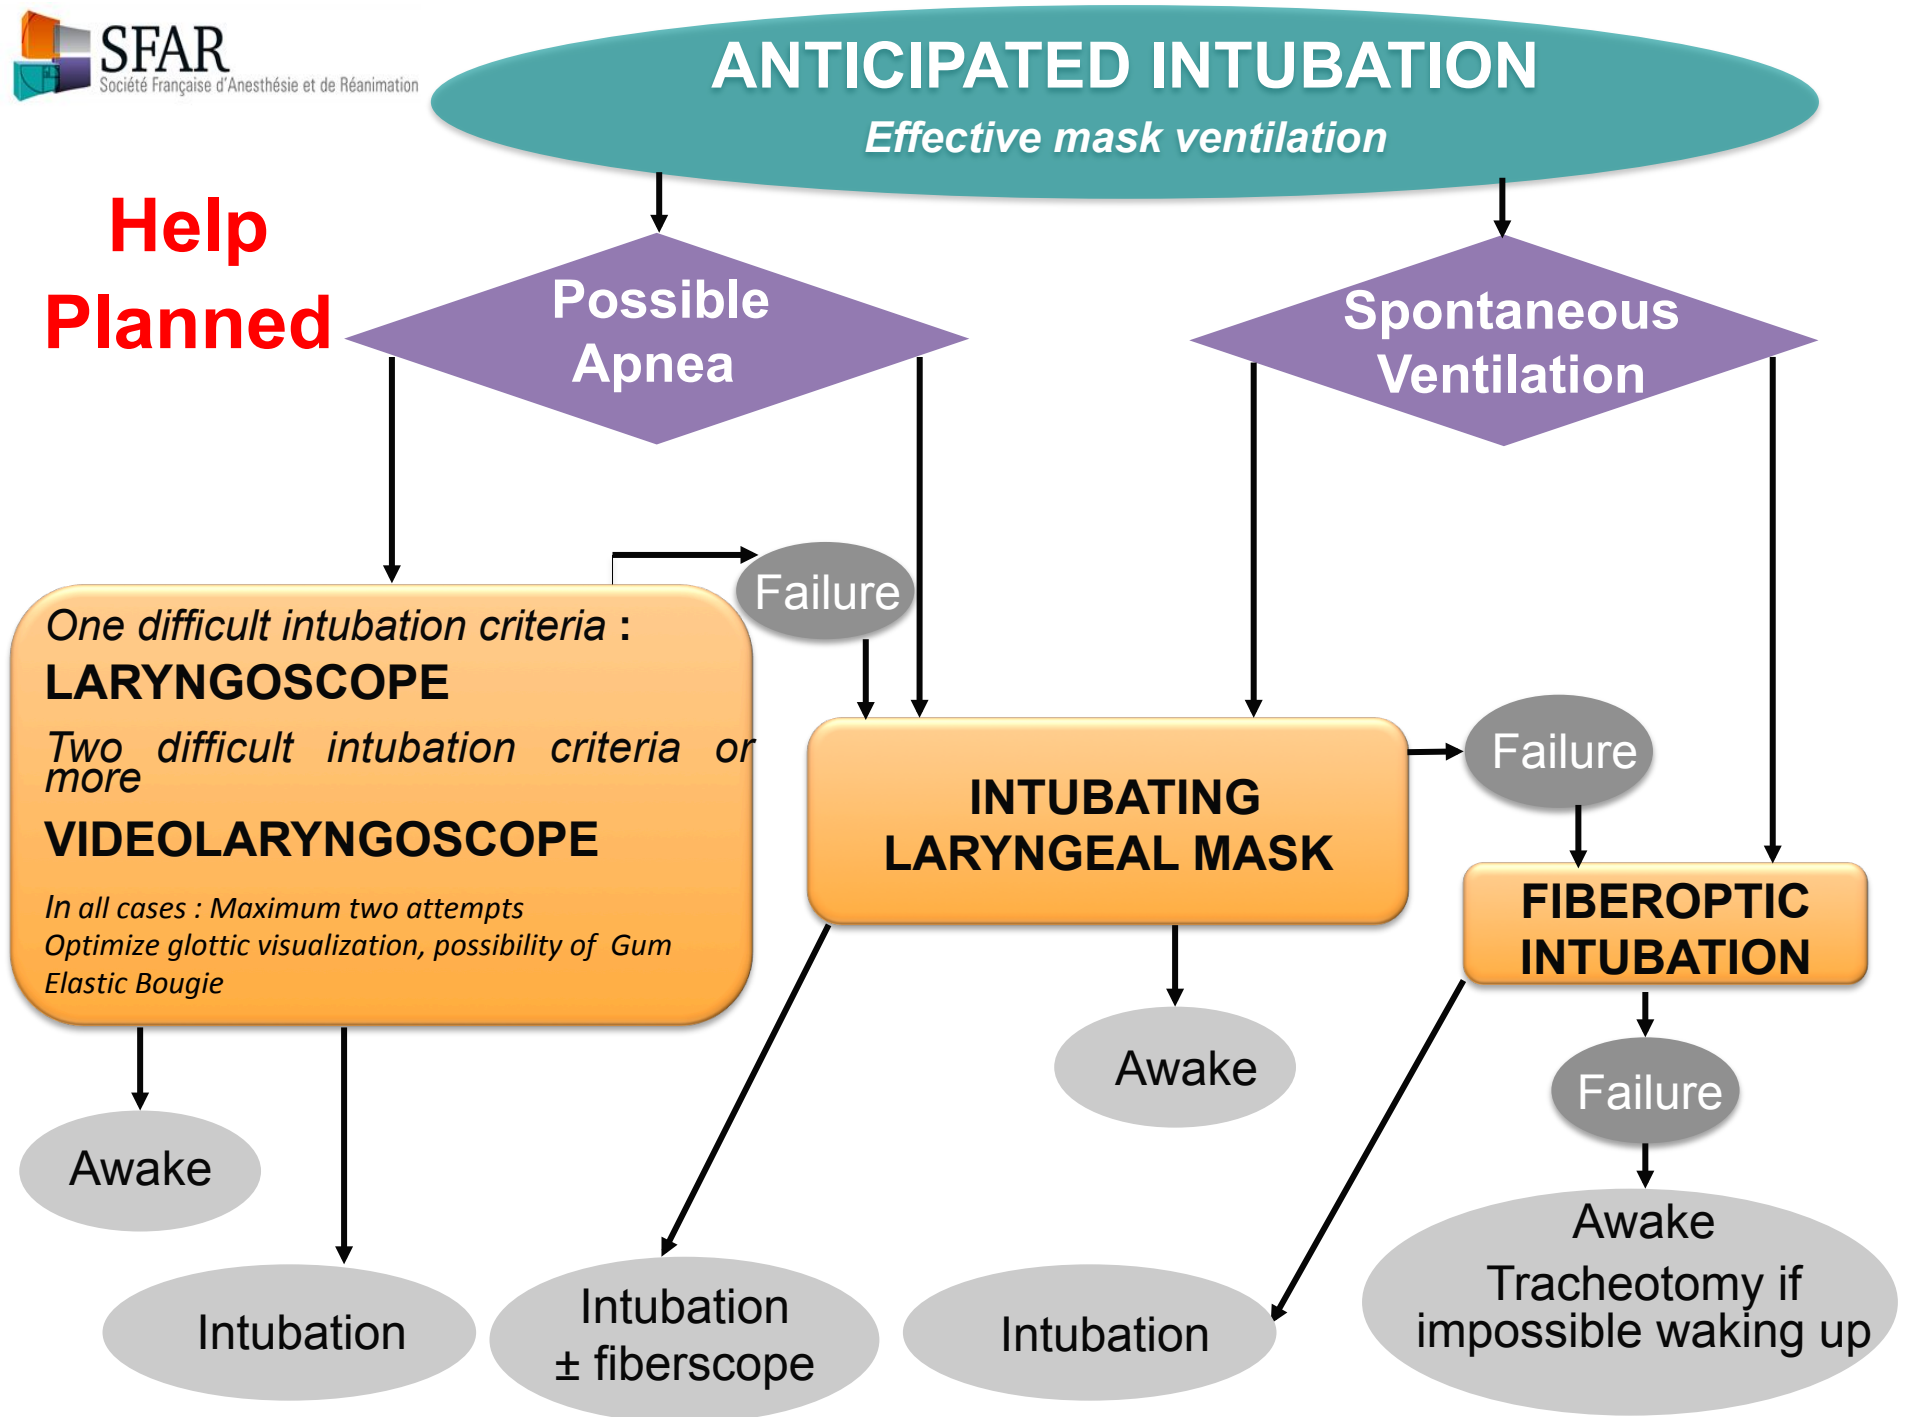 SFAR
Société Française d'Anesthésie et de Réanimation
ANTICIPATED INTUBATION
Effective mask ventilation
Help
Planned
Possible
Apnea
Spontaneous
Ventilation
Failure
One difficult intubation criteria :
LARYNGOSCOPE
Two difficult intubation criteria or
more
VIDEOLARYNGOSCOPE
In all cases : Maximum two attempts
Optimize glottic visualization, possibility of Gum
Elastic Bougie
INTUBATING
LARYNGEAL MASK
Failure
FIBEROPTIC
INTUBATION
Awake
Failure
Awake
Intubation
Intubation
± fiberscope
Intubation
Awake
Tracheotomy if
impossible waking up